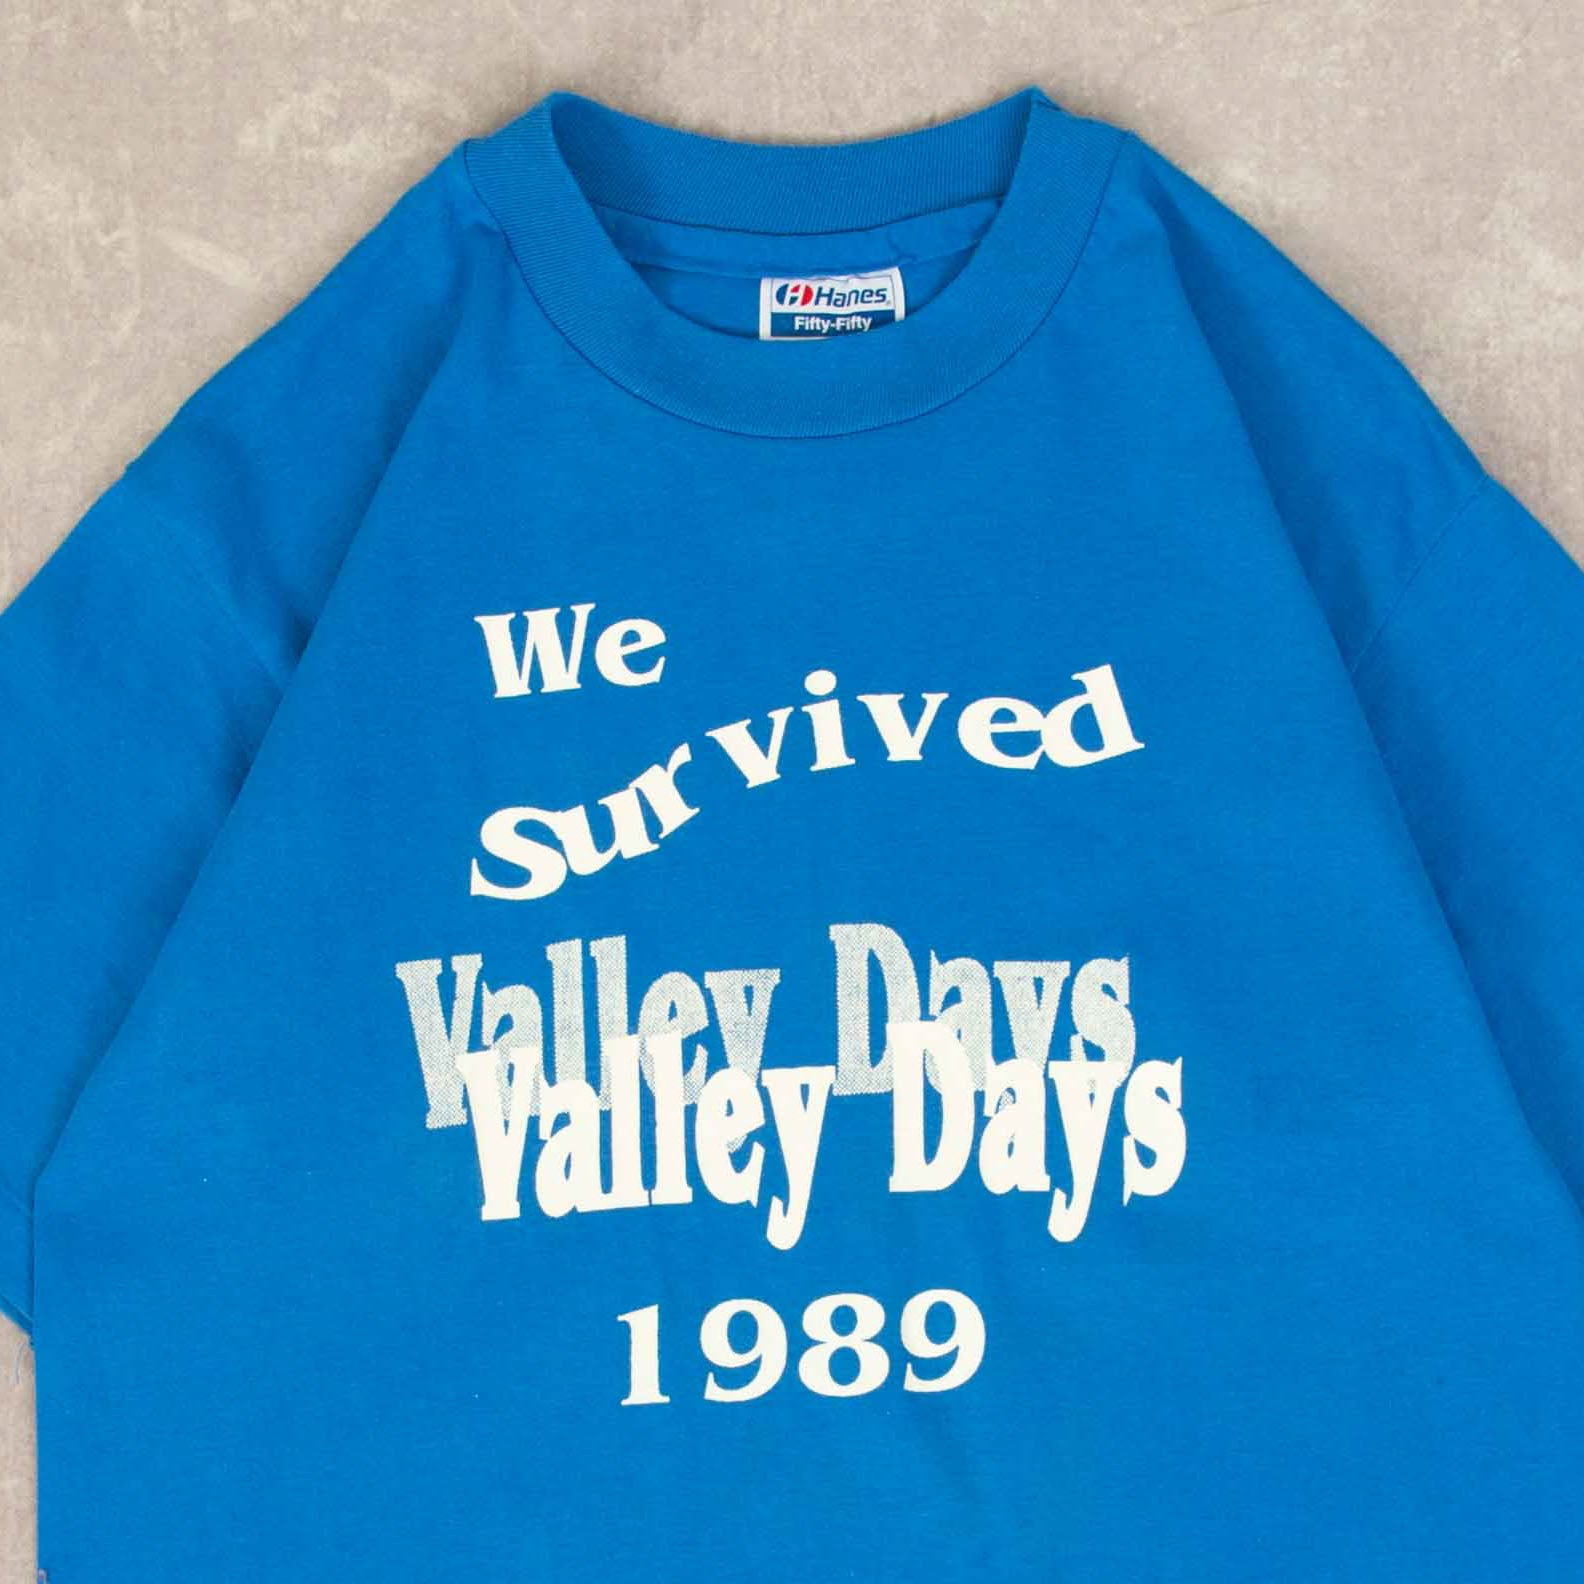 Hanes
Fifty-Fifty
We
Survived
Valley Days
Valley Days
1989